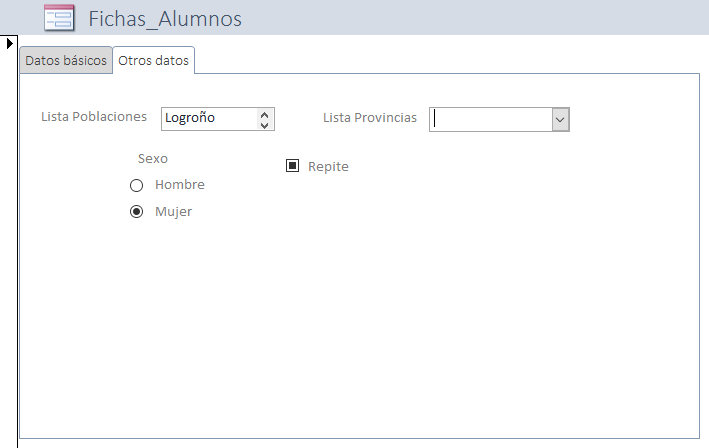 Fichas_Alumnos
Datos básicos Otros datos
Lista Poblaciones Logroño Lista Provincias
Sexo
Repite
Hombre
Mujer